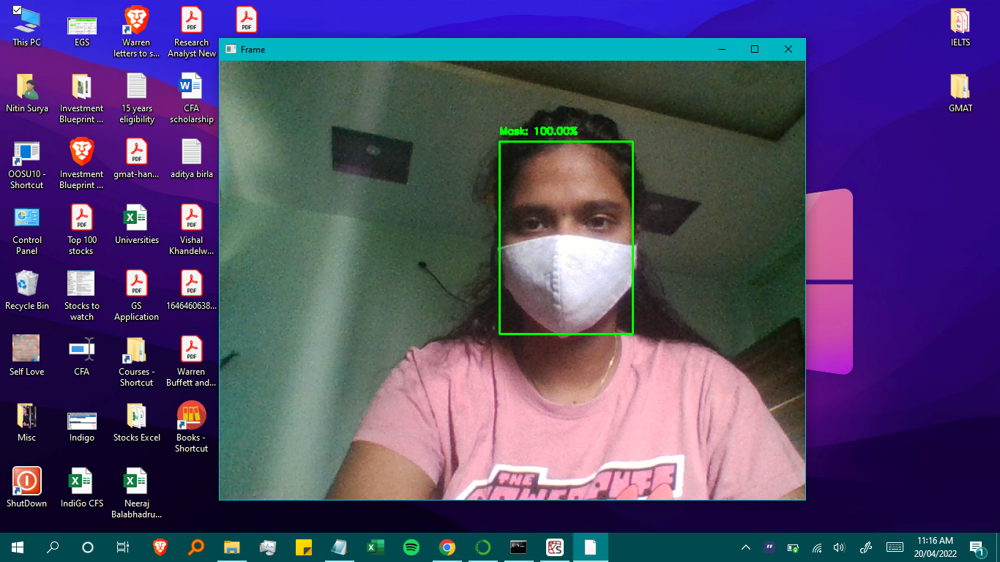 This PC
EGS
Warren
letters to s...
Research
Analyst New
IELTS
Frame
Nitin Surya
Investment
Blueprint ...
15 years
eligibility
CFA
scholarship
GMAT
Mask: 100.00%
OOSU10 -
Shortcut
Investment
Blueprint ...
gmat-han...
aditya birla
Control
Panel
Top 100
stocks
Universities
Vishal
Khandelw...
Recycle Bin
Stocks to
watch
GS
Application
1646460638...
Self Love
CFA
Courses -
Shortcut
Warren
Buffett and...
Misc
Indigo
Stocks Excel
Books -
Shortcut
ShutDown
IndiGo CFS
Neeraj
Balabhadru...
THE
11:16 AM
20/04/2022
1